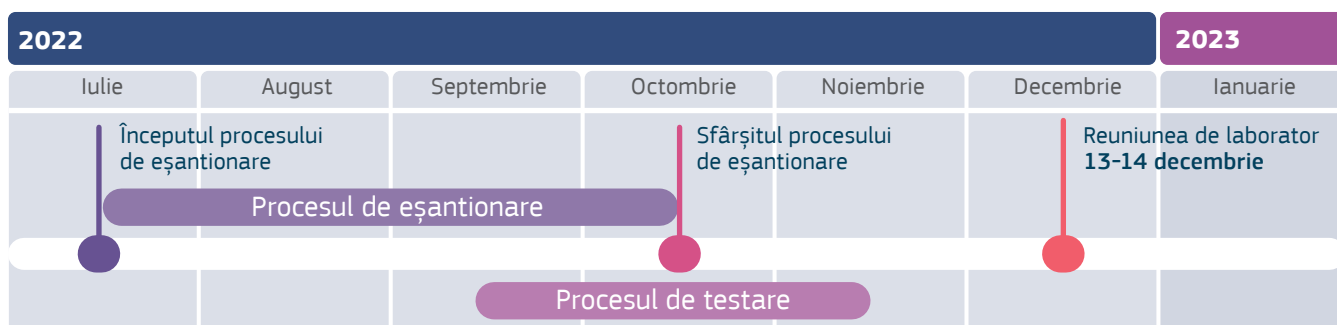 2022
2023
Iulie
August
Septembrie
Octombrie
Noiembrie
Decembrie
Ianuarie
Începutul procesului
de eșantionare
Sfârșitul procesului
de eșantionare
Reuniunea de laborator
13-14 decembrie
Procesul de eșantionare
Procesul de testare